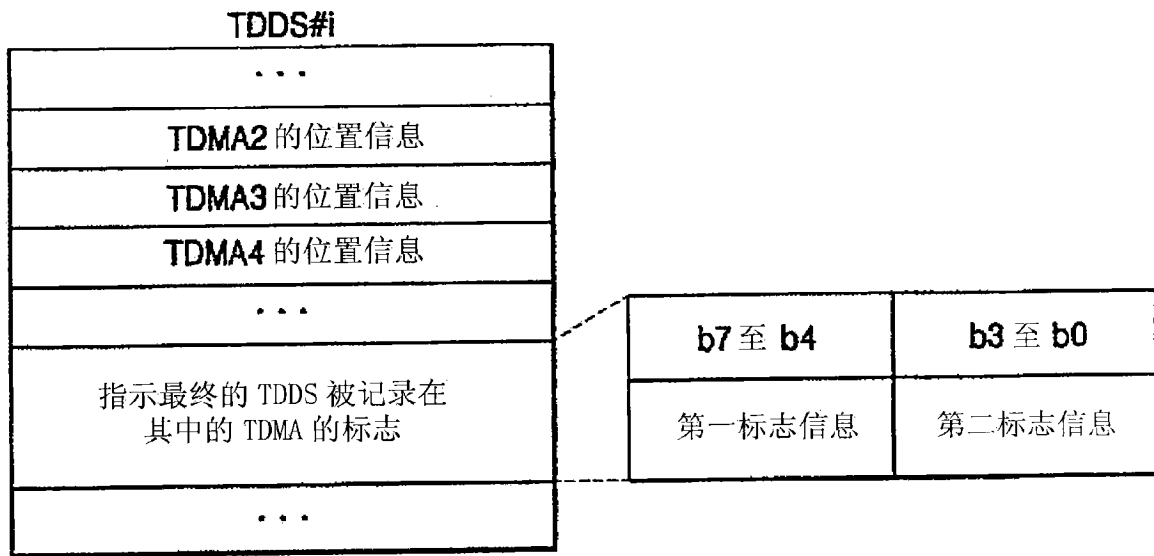 TDDS#i
...
TDMA2 的位置信息
TDMA3 的位置信息
TDMA4 的位置信息
...
指示最终的 TDDS 被记录在
其中的 TDMA 的标志
...
b7 至 b4
b3 至 b0
第一标志信息
第二标志信息